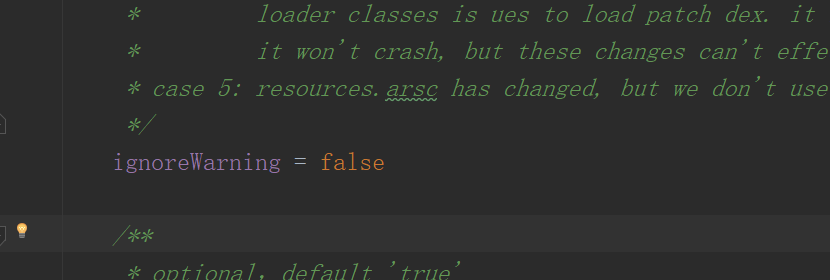 * loader classes is ues to load patch dex. it
* it won't crash, but these changes can't effe
* case 5: resources.arsc has changed, but we don't use
*/
ignoreWarning = false
/**
* optional，default 'true'